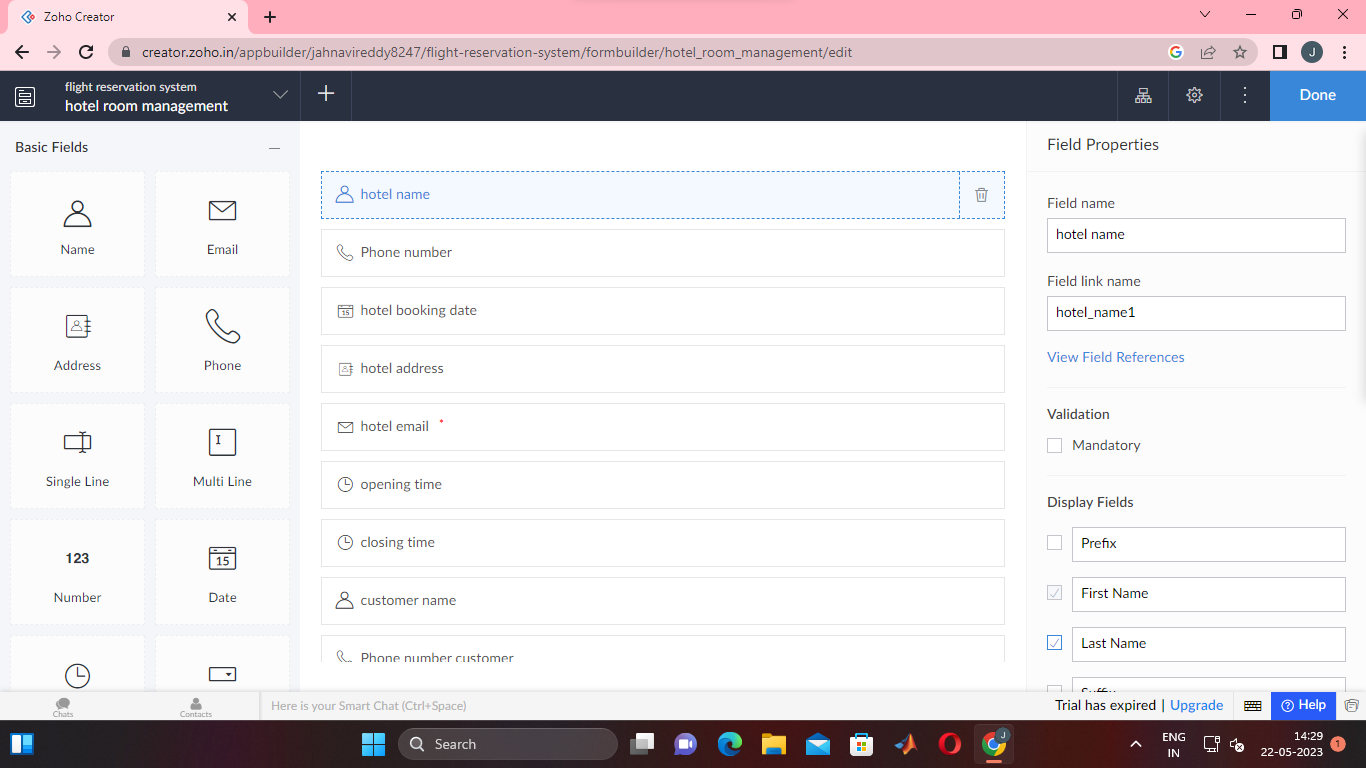 Zoho Creator
creator.zoho.in/appbuilder/jahnavireddy8247/flight-reservation-system/formbuilder/hotel_room_management/edit
G
J
flight reservation system
hotel room management
Done
Basic Fields
Name
Email
Address
Phone
Single Line
I
Multi Line
123
Number
15
Date
hotel name
Phone number
15
hotel booking date
hotel address
hotel email *
opening time
closing time
customer name
Phone number customer
Field Properties
Field name
hotel name
Field link name
hotel_name1
View Field References
Validation
Mandatory
Display Fields
Prefix
First Name
Last Name
Suffix
Chats
Contacts
Here is your Smart Chat (Ctrl+Space)
Trial has expired | Upgrade
Help
Search
J
ENG
IN
14:29
22-05-2023
1